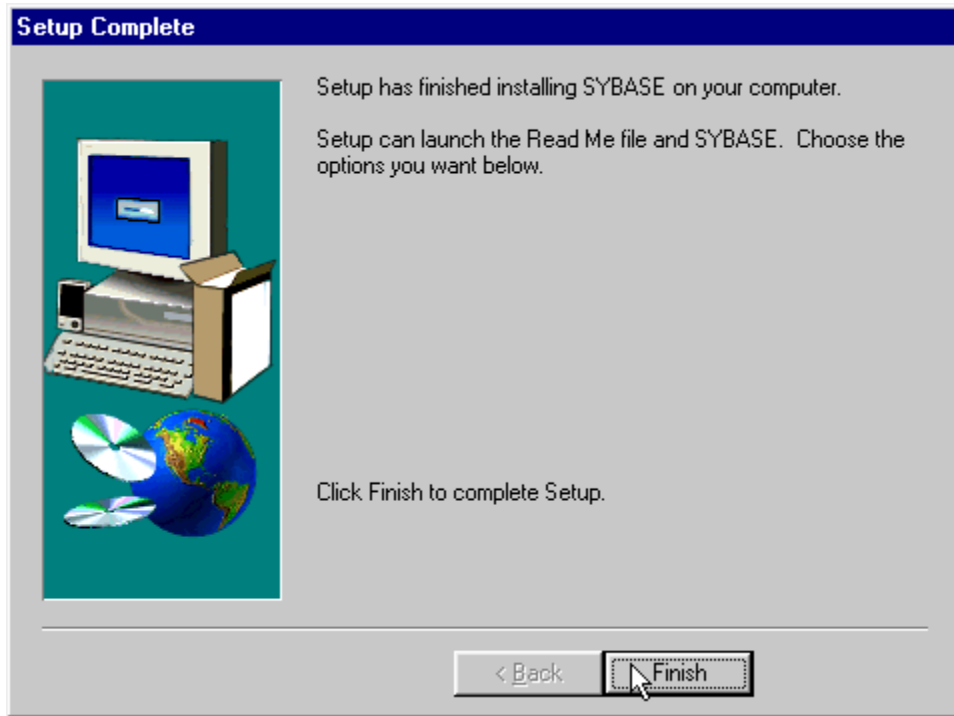 Setup Complete
Setup has finished installing SYBASE on your computer.
Setup can launch the Read Me file and SYBASE.  Choose the
options you want below.
Click Finish to complete Setup.
< Back
Finish